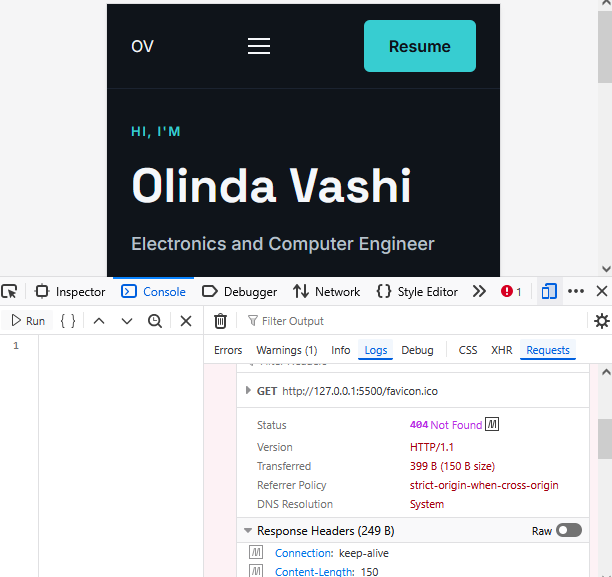 OV
Resume
HI, I'M
Olinda Vashi
Electronics and Computer Engineer
Inspector Console Debugger Network Style Editor 1
Run Filter Output
Errors Warnings (1) Info Logs Debug CSS XHR Requests
1
GET http://127.0.0.1:5500/favicon.ico
Status 404 Not Found
Version HTTP/1.1
Transferred 399 B (150 B size)
Referrer Policy strict-origin-when-cross-origin
DNS Resolution System
Response Headers (249 B) Raw
Connection: keep-alive
Content-Length: 150